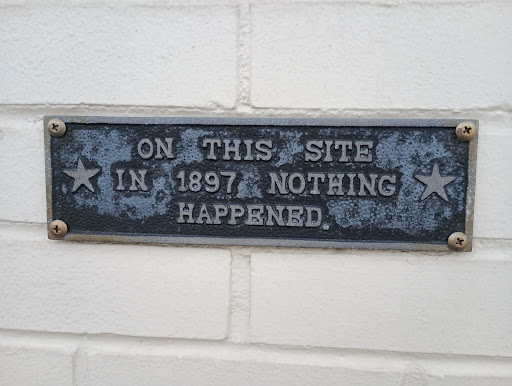 ON THIS SITE
IN 1897, NOTHING
HAPPENED.